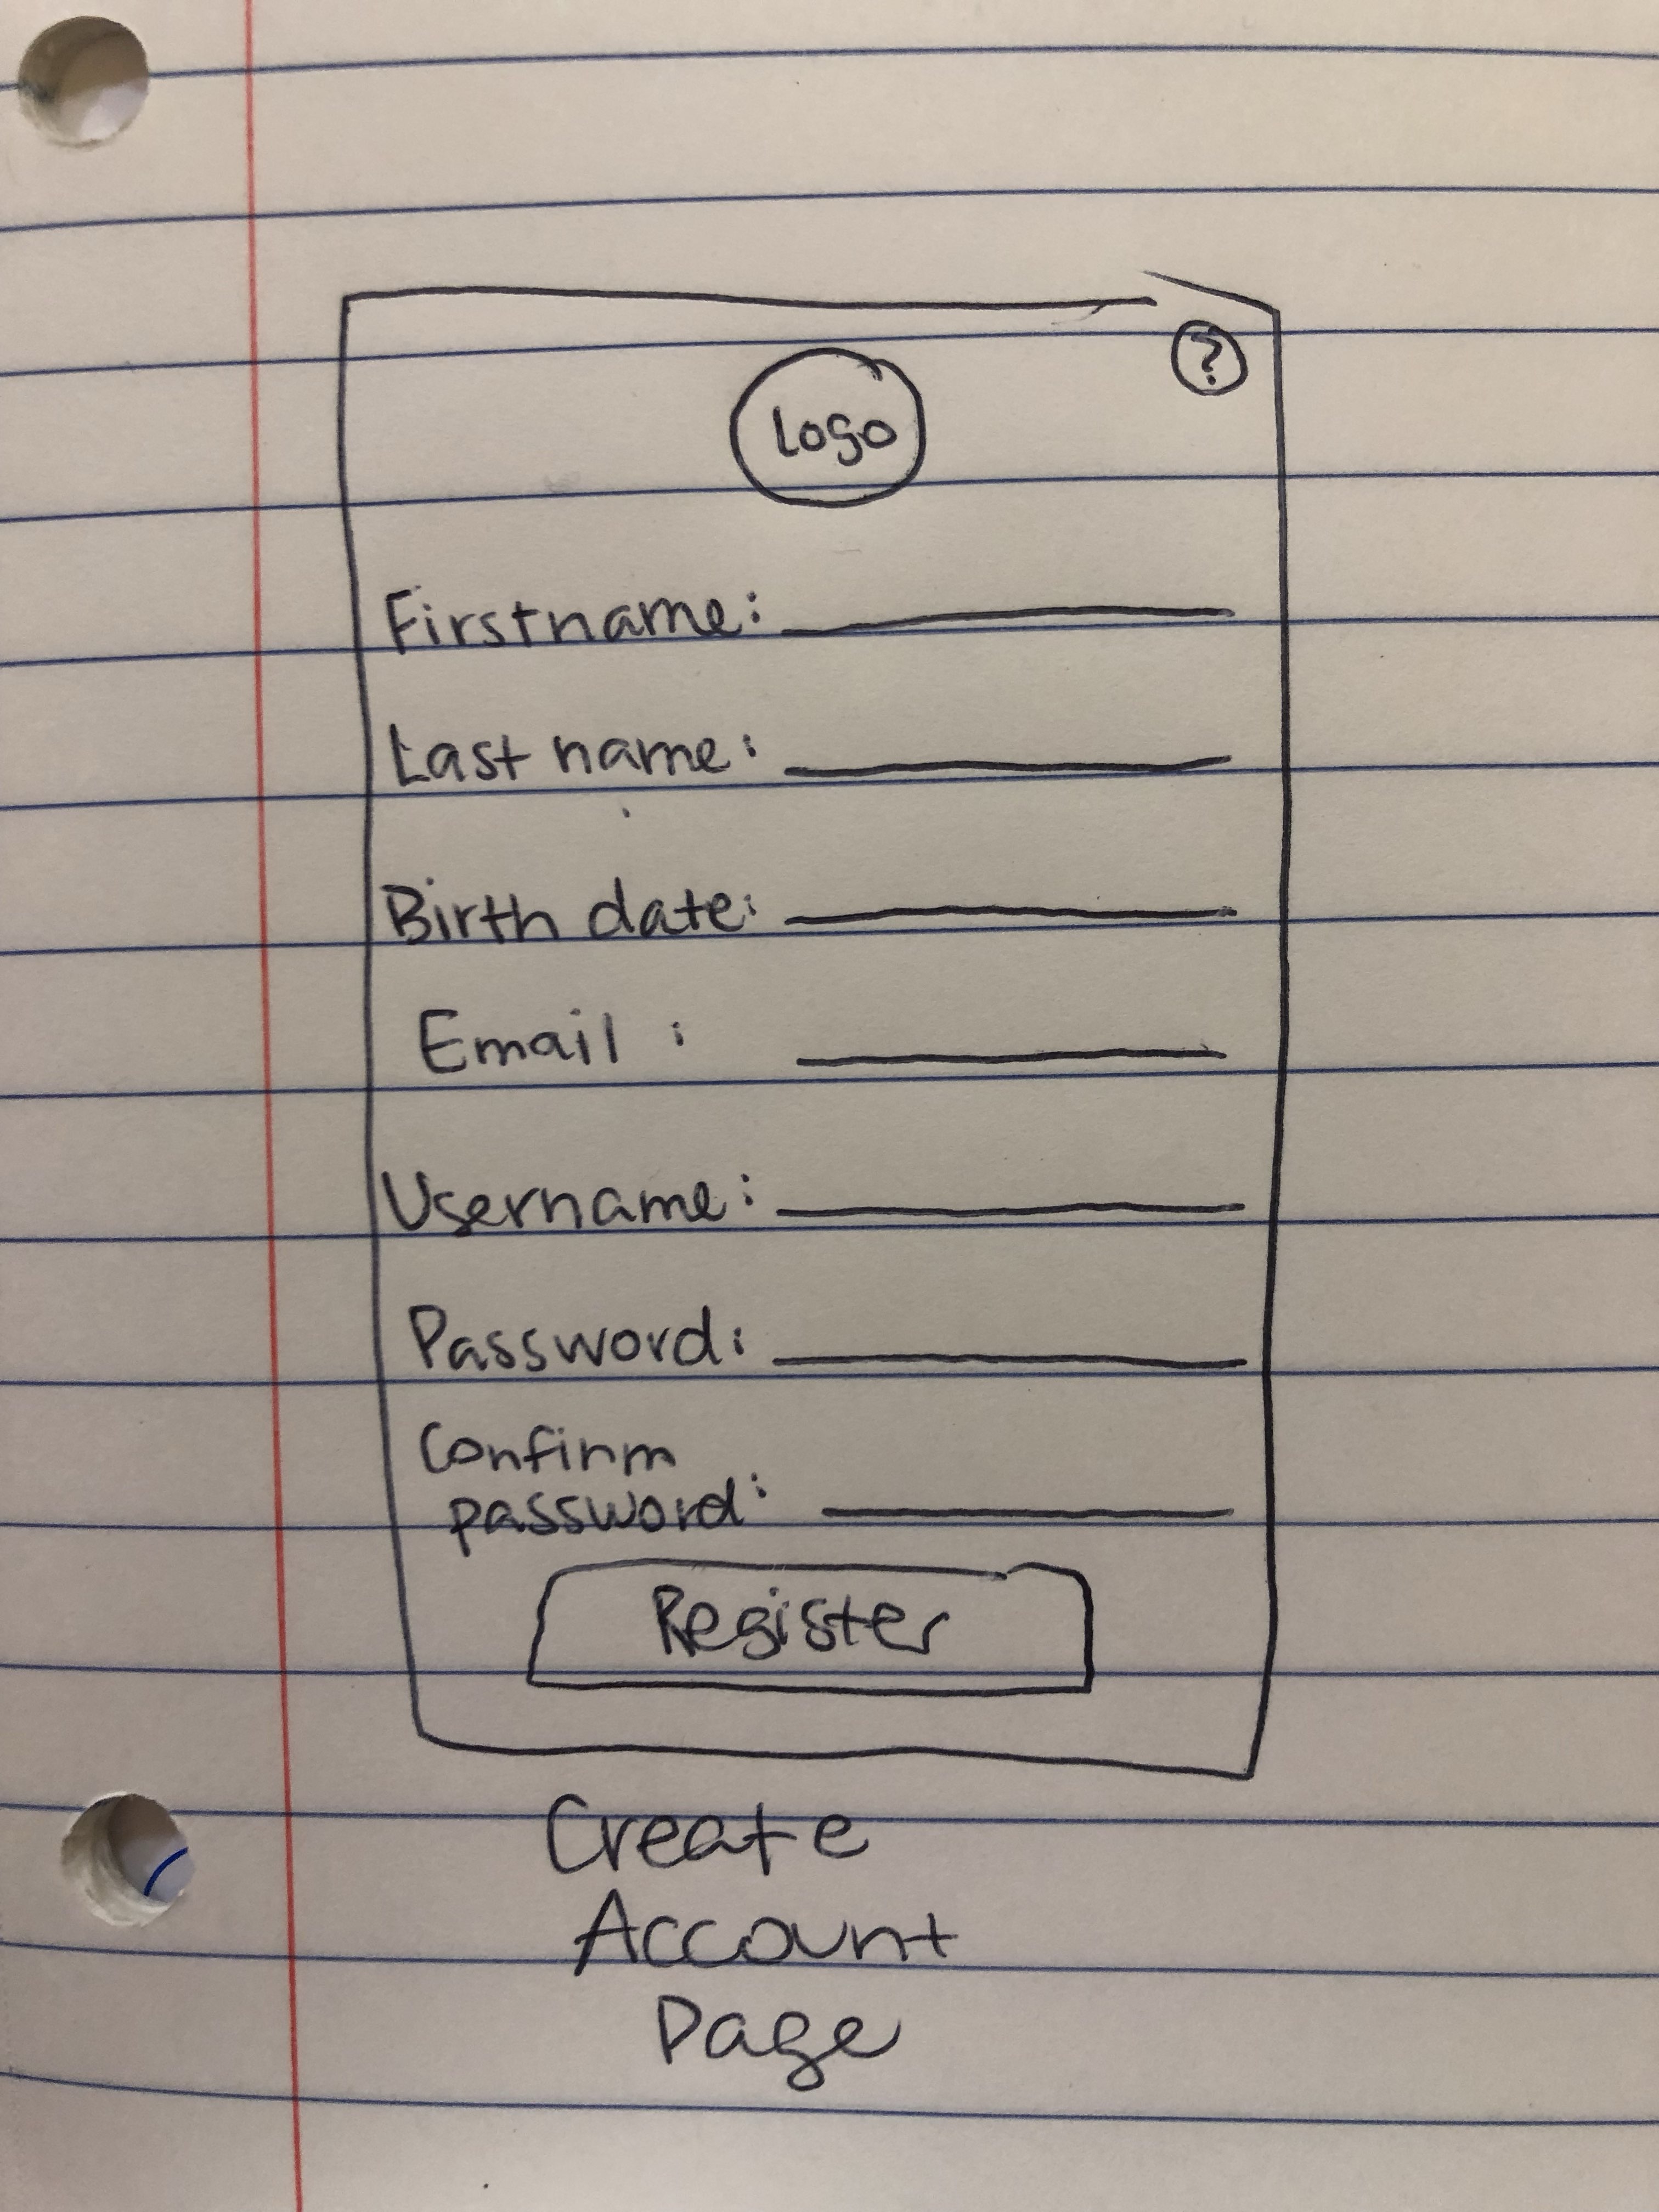 ?
Logo
Firstname:
Last name:
Birth date:
Email :
Username:
Password:
Confirm
password:
Register
Create
Account
Page